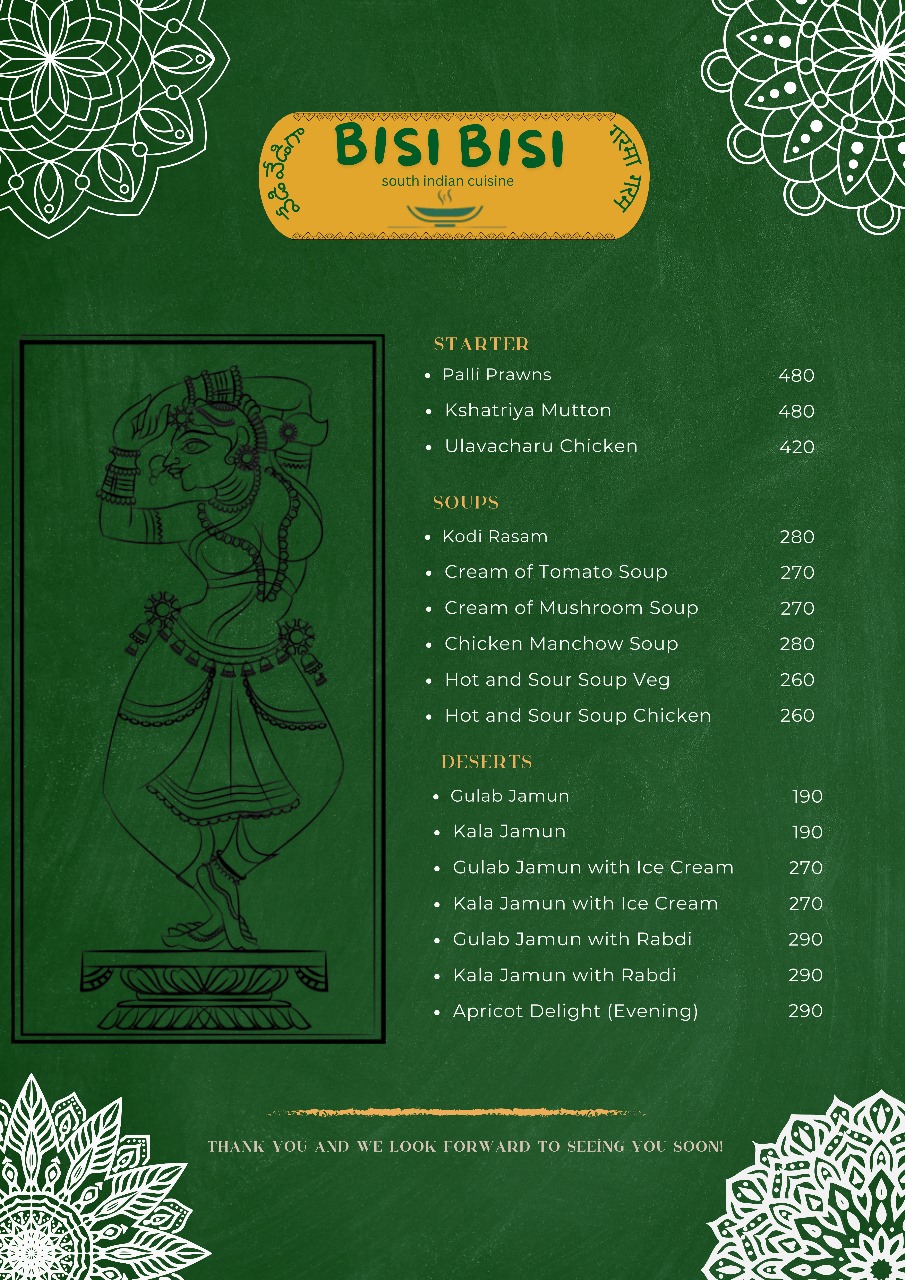 వేడి వేడిగా
BISI BISI
गरमा गरम
south indian cuisine
STARTER
• Palli Prawns 480
• Kshatriya Mutton 480
• Ulavacharu Chicken 420
SOUPS
• Kodi Rasam 280
• Cream of Tomato Soup 270
• Cream of Mushroom Soup 270
• Chicken Manchow Soup 280
• Hot and Sour Soup Veg 260
• Hot and Sour Soup Chicken 260
DESERTS
• Gulab Jamun 190
• Kala Jamun 190
• Gulab Jamun with Ice Cream 270
• Kala Jamun with Ice Cream 270
• Gulab Jamun with Rabdi 290
• Kala Jamun with Rabdi 290
• Apricot Delight (Evening) 290
THANK YOU AND WE LOOK FORWARD TO SEEING YOU SOON!